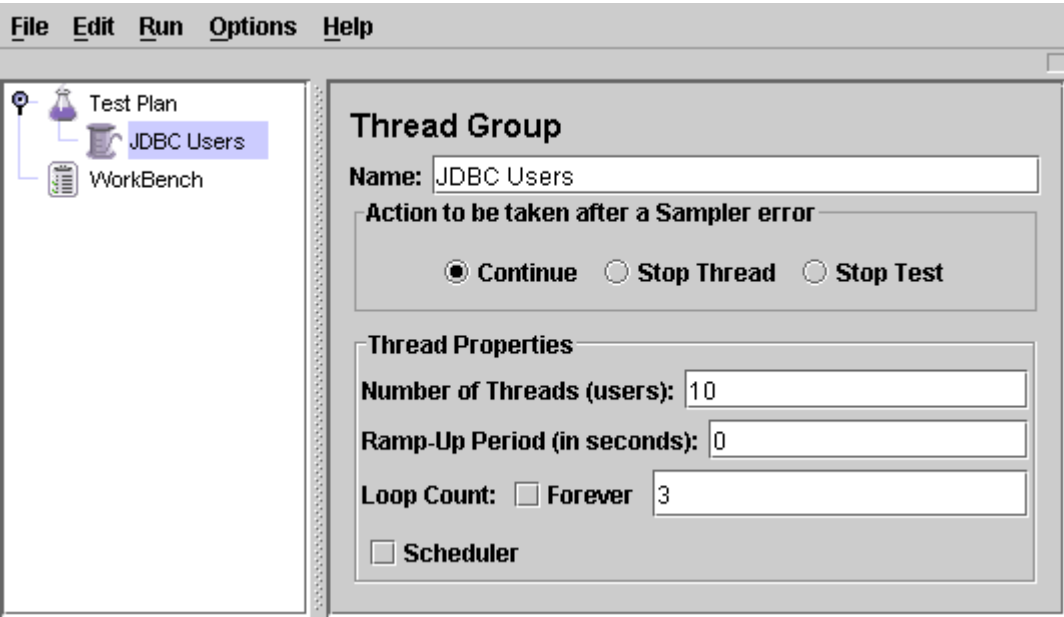 File Edit Run Options Help
Test Plan
JDBC Users
WorkBench
Thread Group
Name: JDBC Users
Action to be taken after a Sampler error
Continue Stop Thread Stop Test
Thread Properties
Number of Threads (users): 10
Ramp-Up Period (in seconds): 0
Loop Count: Forever 3
Scheduler